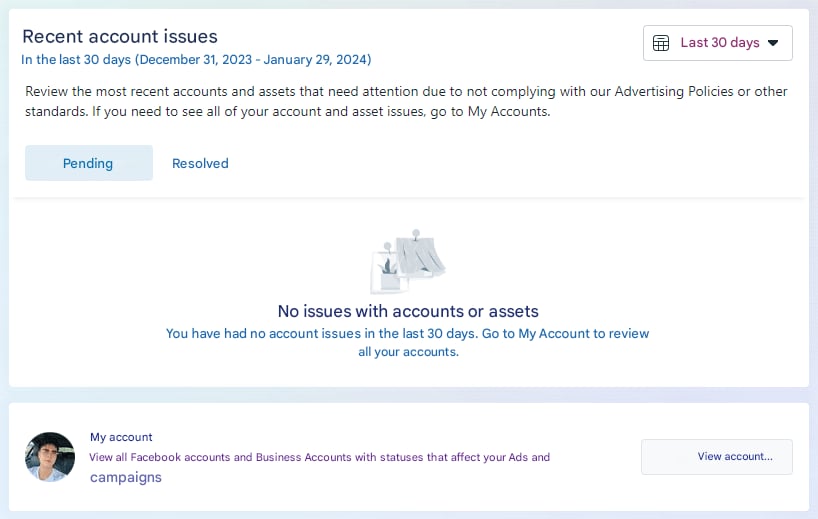 Recent account issues
Last 30 days
In the last 30 days (December 31, 2023 - January 29, 2024)
Review the most recent accounts and assets that need attention due to not complying with our Advertising Policies or other
standards. If you need to see all of your account and asset issues, go to My Accounts.
Pending
Resolved
No issues with accounts or assets
You have had no account issues in the last 30 days. Go to My Account to review
all your accounts.
My account
View all Facebook accounts and Business Accounts with statuses that affect your Ads and
campaigns
View account...